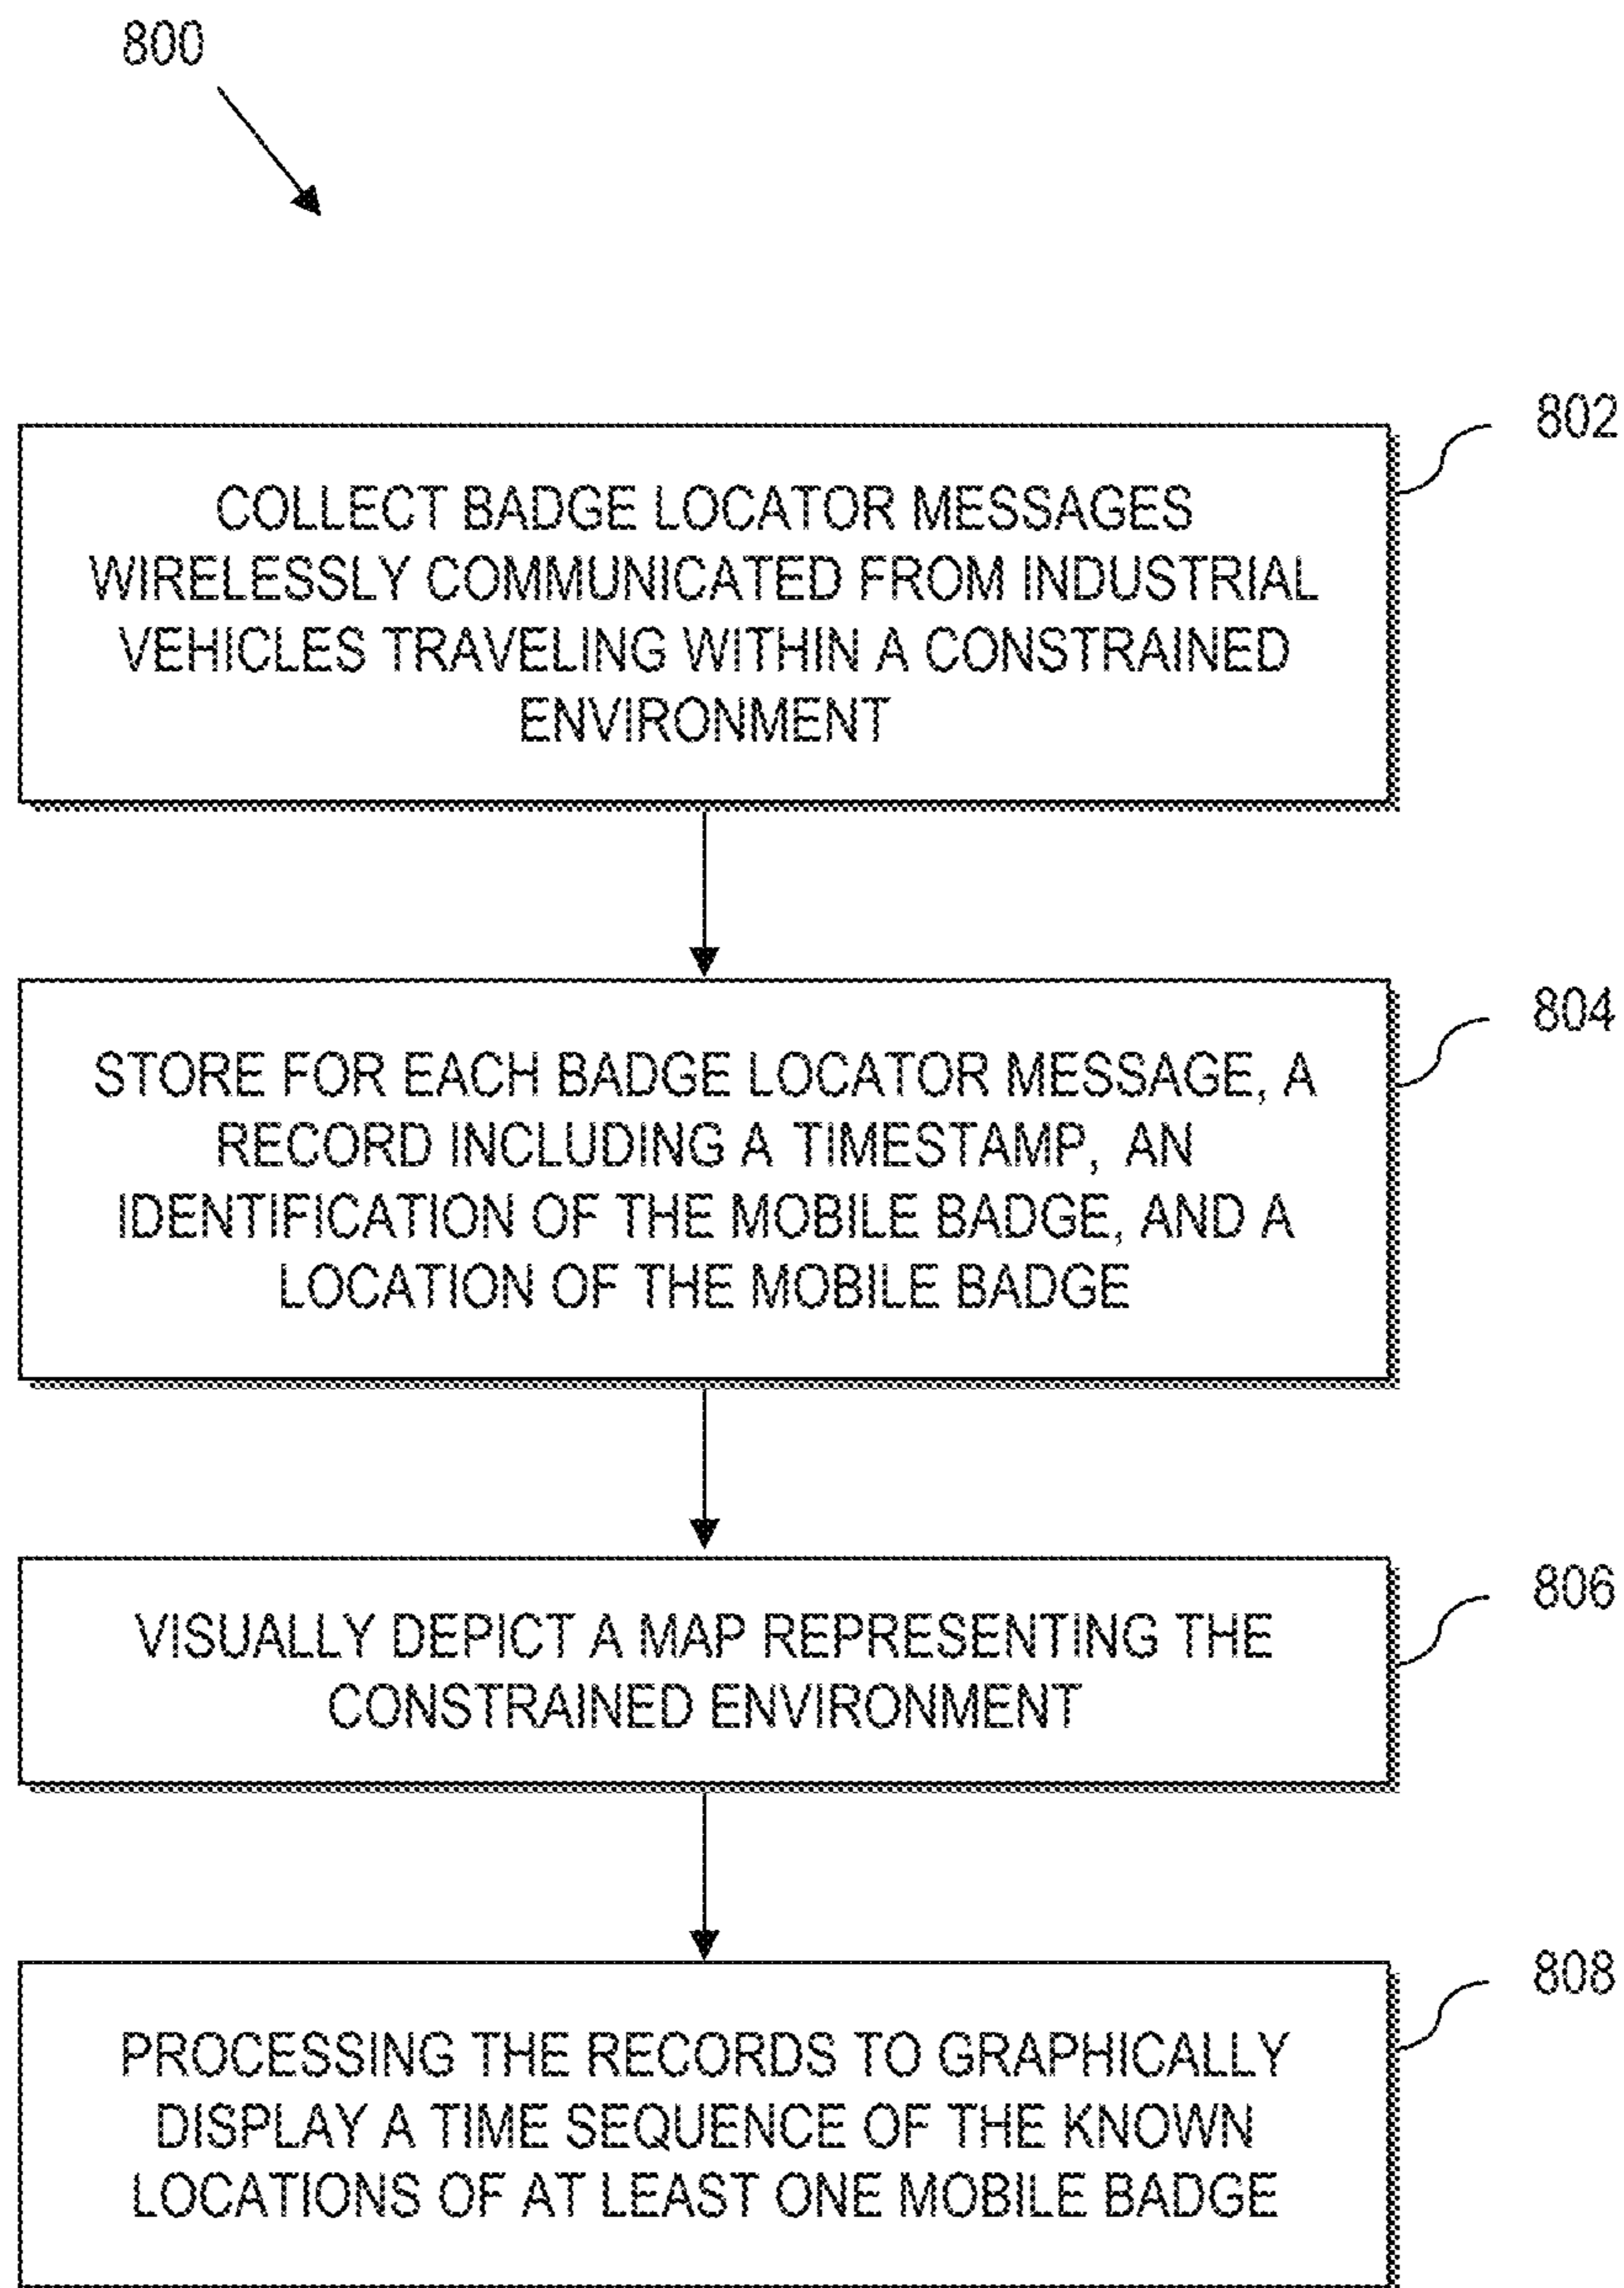 800
802
COLLECT BADGE LOCATOR MESSAGES
WIRELESSLY COMMUNICATED FROM INDUSTRIAL
VEHICLES TRAVELING WITHIN A CONSTRAINED
ENVIRONMENT
804
STORE FOR EACH BADGE LOCATOR MESSAGE, A
RECORD INCLUDING A TIMESTAMP, AN
IDENTIFICATION OF THE MOBILE BADGE, AND A
LOCATION OF THE MOBILE BADGE
806
VISUALLY DEPICT A MAP REPRESENTING THE
CONSTRAINED ENVIRONMENT
808
PROCESSING THE RECORDS TO GRAPHICALLY
DISPLAY A TIME SEQUENCE OF THE KNOWN
LOCATIONS OF AT LEAST ONE MOBILE BADGE